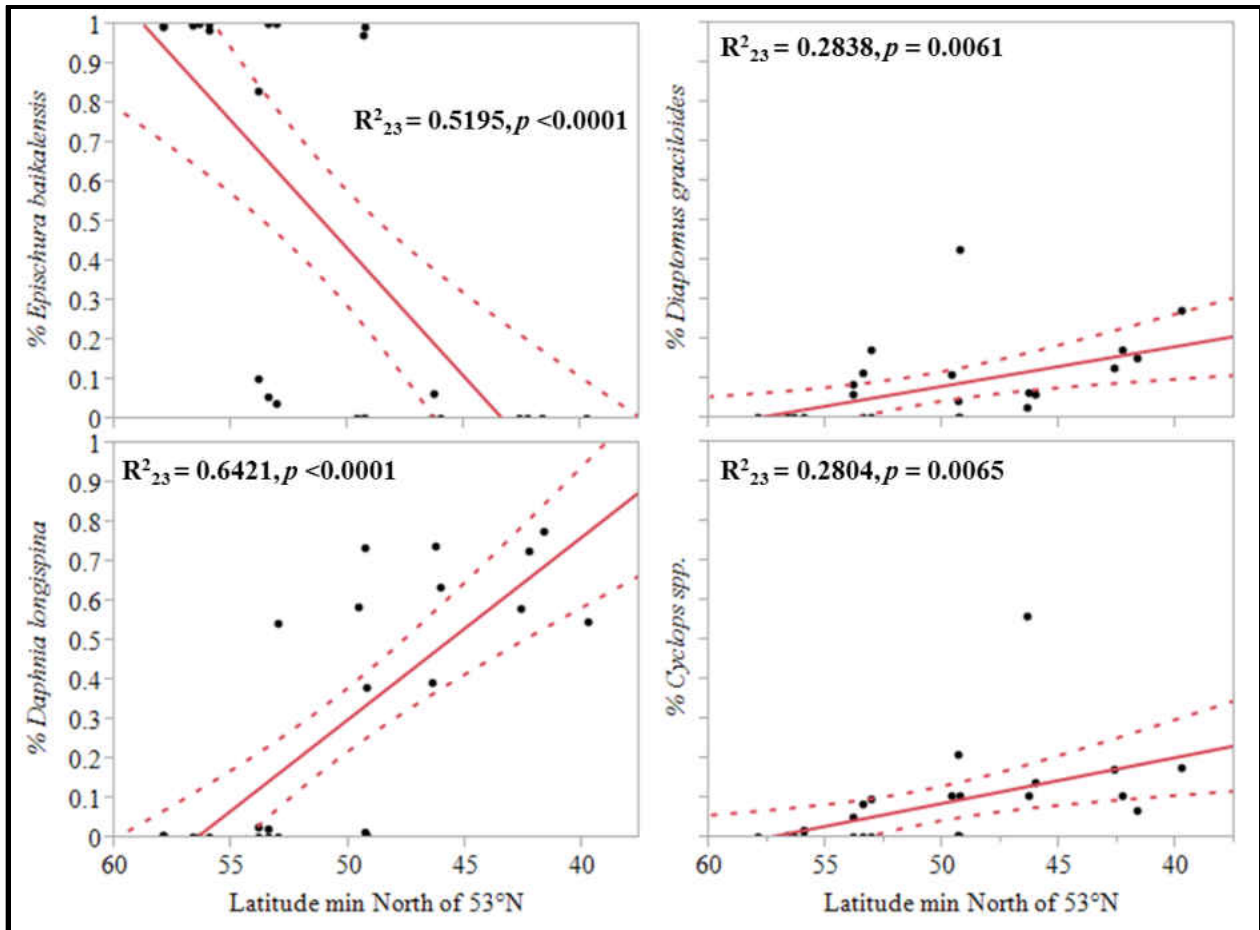 1
0.9
0.8
0.7
0.6
0.5
0.4
0.3
0.2
0.1
0
% Epischura baikalensis
R²₂₃ = 0.5195, p <0.0001
% Diaptomus graciloides
R²₂₃ = 0.2838, p = 0.0061
1
0.9
0.8
0.7
0.6
0.5
0.4
0.3
0.2
0.1
0
% Daphnia longispina
R²₂₃ = 0.6421, p <0.0001
60 55 50 45 40
Latitude min North of 53°N
% Cyclops spp.
R²₂₃ = 0.2804, p = 0.0065
60 55 50 45 40
Latitude min North of 53°N